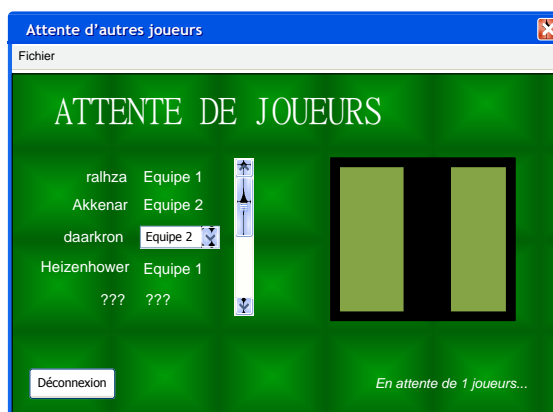 Attente d'autres joueurs
Fichier
ATTENTE DE JOUEURS
ralhza Equipe 1
Akkenar Equipe 2
daarkron Equipe 2
Heizenhower Equipe 1
??? ???
Déconnexion
En attente de 1 joueurs...